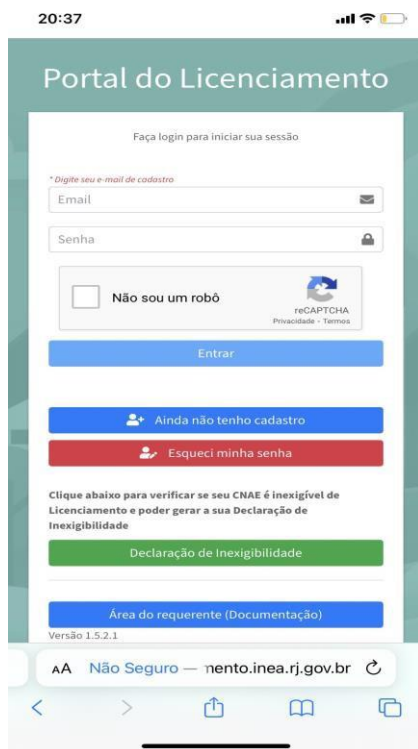 20:37
Portal do Licenciamento
Faça login para iniciar sua sessão
* Digite seu e-mail de cadastro
Email
Senha
Não sou um robô
reCAPTCHA
Privacidade - Termos
Entrar
Ainda não tenho cadastro
Esqueci minha senha
Clique abaixo para verificar se seu CNAE é inexigível de
Licenciamento e poder gerar a sua Declaração de
Inexigibilidade
Declaração de Inexigibilidade
Área do requerente (Documentação)
Versão 1.5.2.1
AA Não Seguro — mento.inea.rj.gov.br